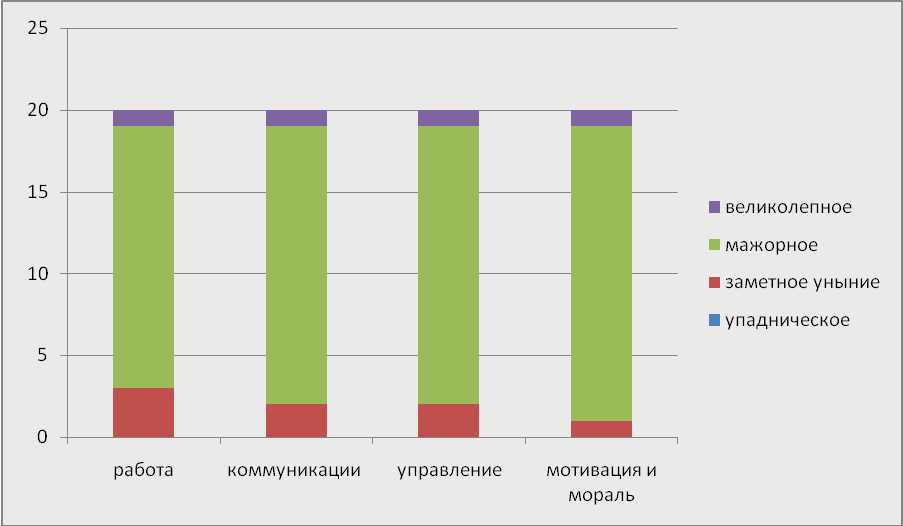 25
20
15
10
5
0
работа
коммуникации
управление
мотивация и
мораль
великолепное
мажорное
заметное уныние
упадническое